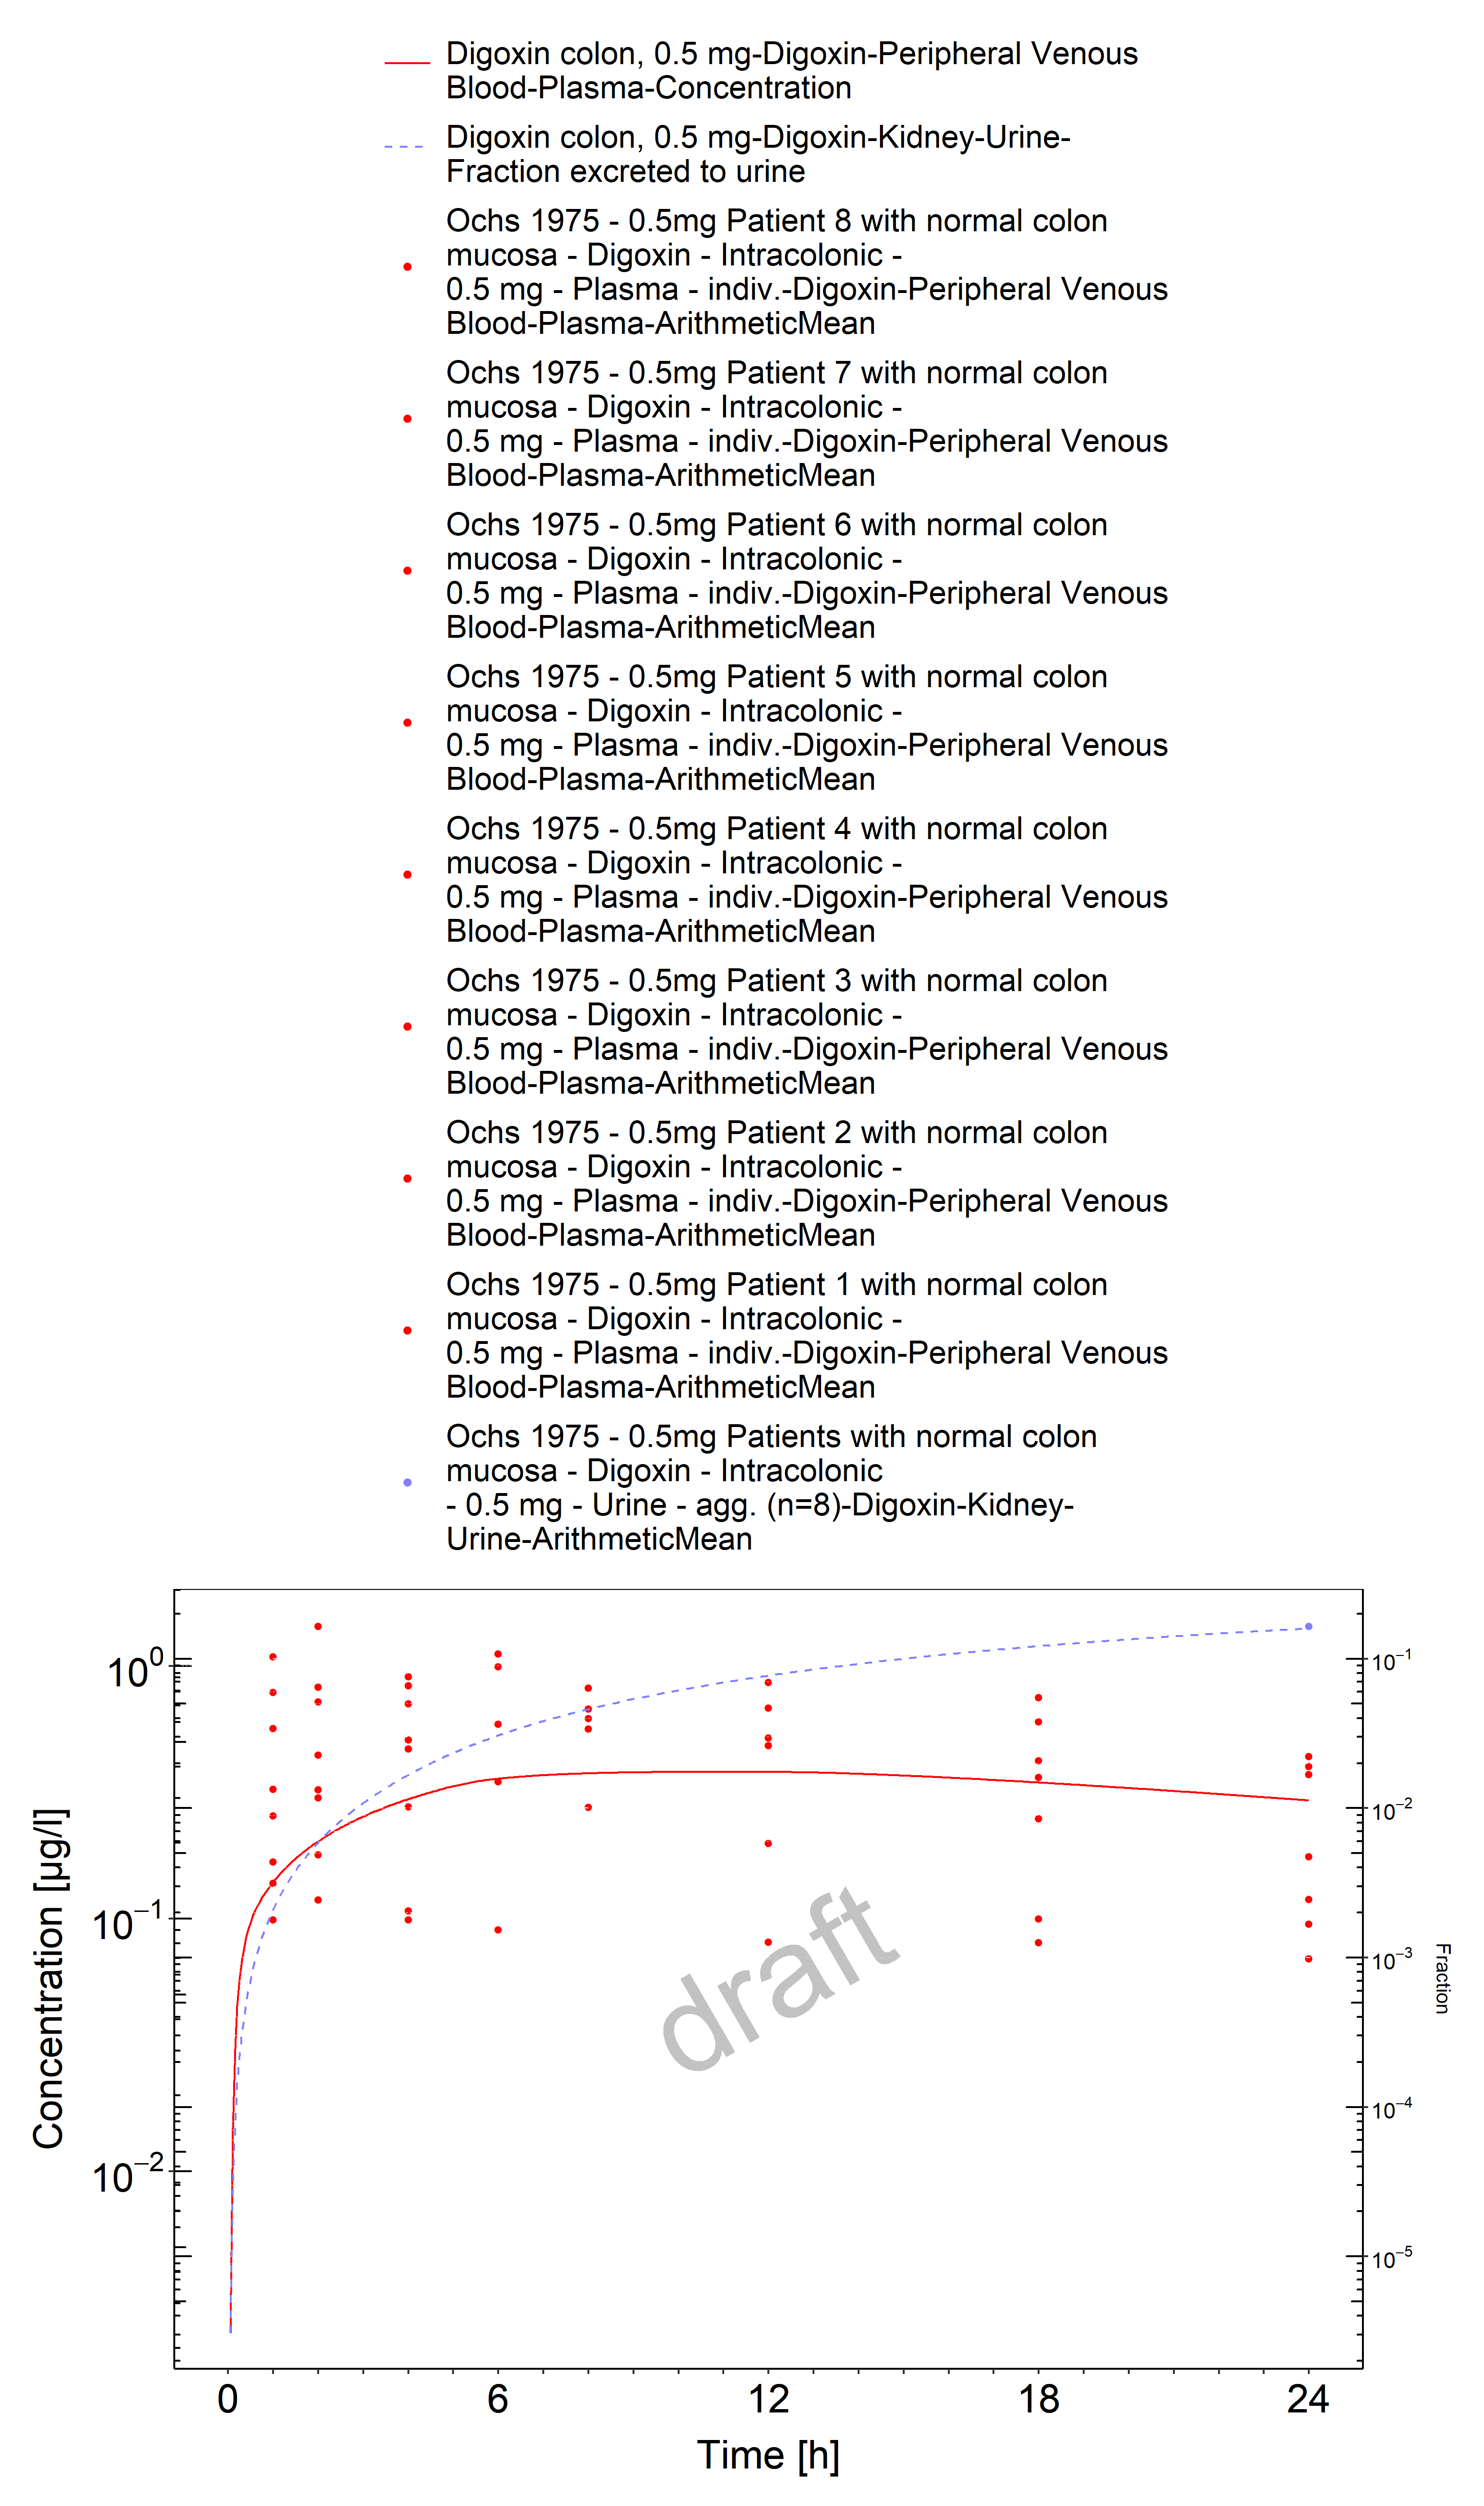 Digoxin colon, 0.5 mg-Digoxin-Peripheral Venous
Blood-Plasma-Concentration
Digoxin colon, 0.5 mg-Digoxin-Kidney-Urine-
Fraction excreted to urine
Ochs 1975 - 0.5mg Patient 8 with normal colon
mucosa - Digoxin - Intracolonic -
0.5 mg - Plasma - indiv.-Digoxin-Peripheral Venous
Blood-Plasma-ArithmeticMean
Ochs 1975 - 0.5mg Patient 7 with normal colon
mucosa - Digoxin - Intracolonic -
0.5 mg - Plasma - indiv.-Digoxin-Peripheral Venous
Blood-Plasma-ArithmeticMean
Ochs 1975 - 0.5mg Patient 6 with normal colon
mucosa - Digoxin - Intracolonic -
0.5 mg - Plasma - indiv.-Digoxin-Peripheral Venous
Blood-Plasma-ArithmeticMean
Ochs 1975 - 0.5mg Patient 5 with normal colon
mucosa - Digoxin - Intracolonic -
0.5 mg - Plasma - indiv.-Digoxin-Peripheral Venous
Blood-Plasma-ArithmeticMean
Ochs 1975 - 0.5mg Patient 4 with normal colon
mucosa - Digoxin - Intracolonic -
0.5 mg - Plasma - indiv.-Digoxin-Peripheral Venous
Blood-Plasma-ArithmeticMean
Ochs 1975 - 0.5mg Patient 3 with normal colon
mucosa - Digoxin - Intracolonic -
0.5 mg - Plasma - indiv.-Digoxin-Peripheral Venous
Blood-Plasma-ArithmeticMean
Ochs 1975 - 0.5mg Patient 2 with normal colon
mucosa - Digoxin - Intracolonic -
0.5 mg - Plasma - indiv.-Digoxin-Peripheral Venous
Blood-Plasma-ArithmeticMean
Ochs 1975 - 0.5mg Patient 1 with normal colon
mucosa - Digoxin - Intracolonic -
0.5 mg - Plasma - indiv.-Digoxin-Peripheral Venous
Blood-Plasma-ArithmeticMean
Ochs 1975 - 0.5mg Patients with normal colon
mucosa - Digoxin - Intracolonic
- 0.5 mg - Urine - agg. (n=8)-Digoxin-Kidney-
Urine-ArithmeticMean
Concentration [µg/l]
10⁰
10⁻¹
10⁻²
draft
10⁻¹
10⁻²
10⁻³
10⁻⁴
10⁻⁵
Fraction
0 6 12 18 24
Time [h]